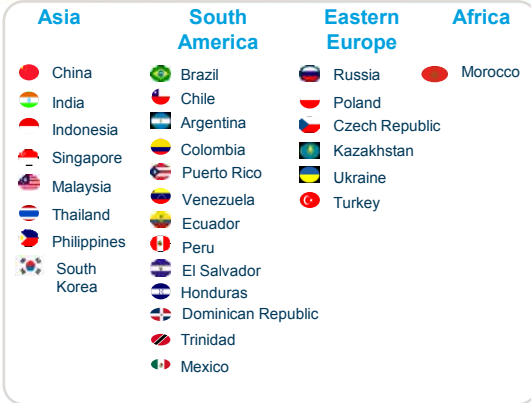 Asia
China
India
Indonesia
Singapore
Malaysia
Thailand
Philippines
South
Korea
South
America
Brazil
Chile
Argentina
Colombia
Puerto Rico
Venezuela
Ecuador
Peru
El Salvador
Honduras
Dominican Republic
Trinidad
Mexico
Eastern
Europe
Russia
Poland
Czech Republic
Kazakhstan
Ukraine
Turkey
Africa
Morocco